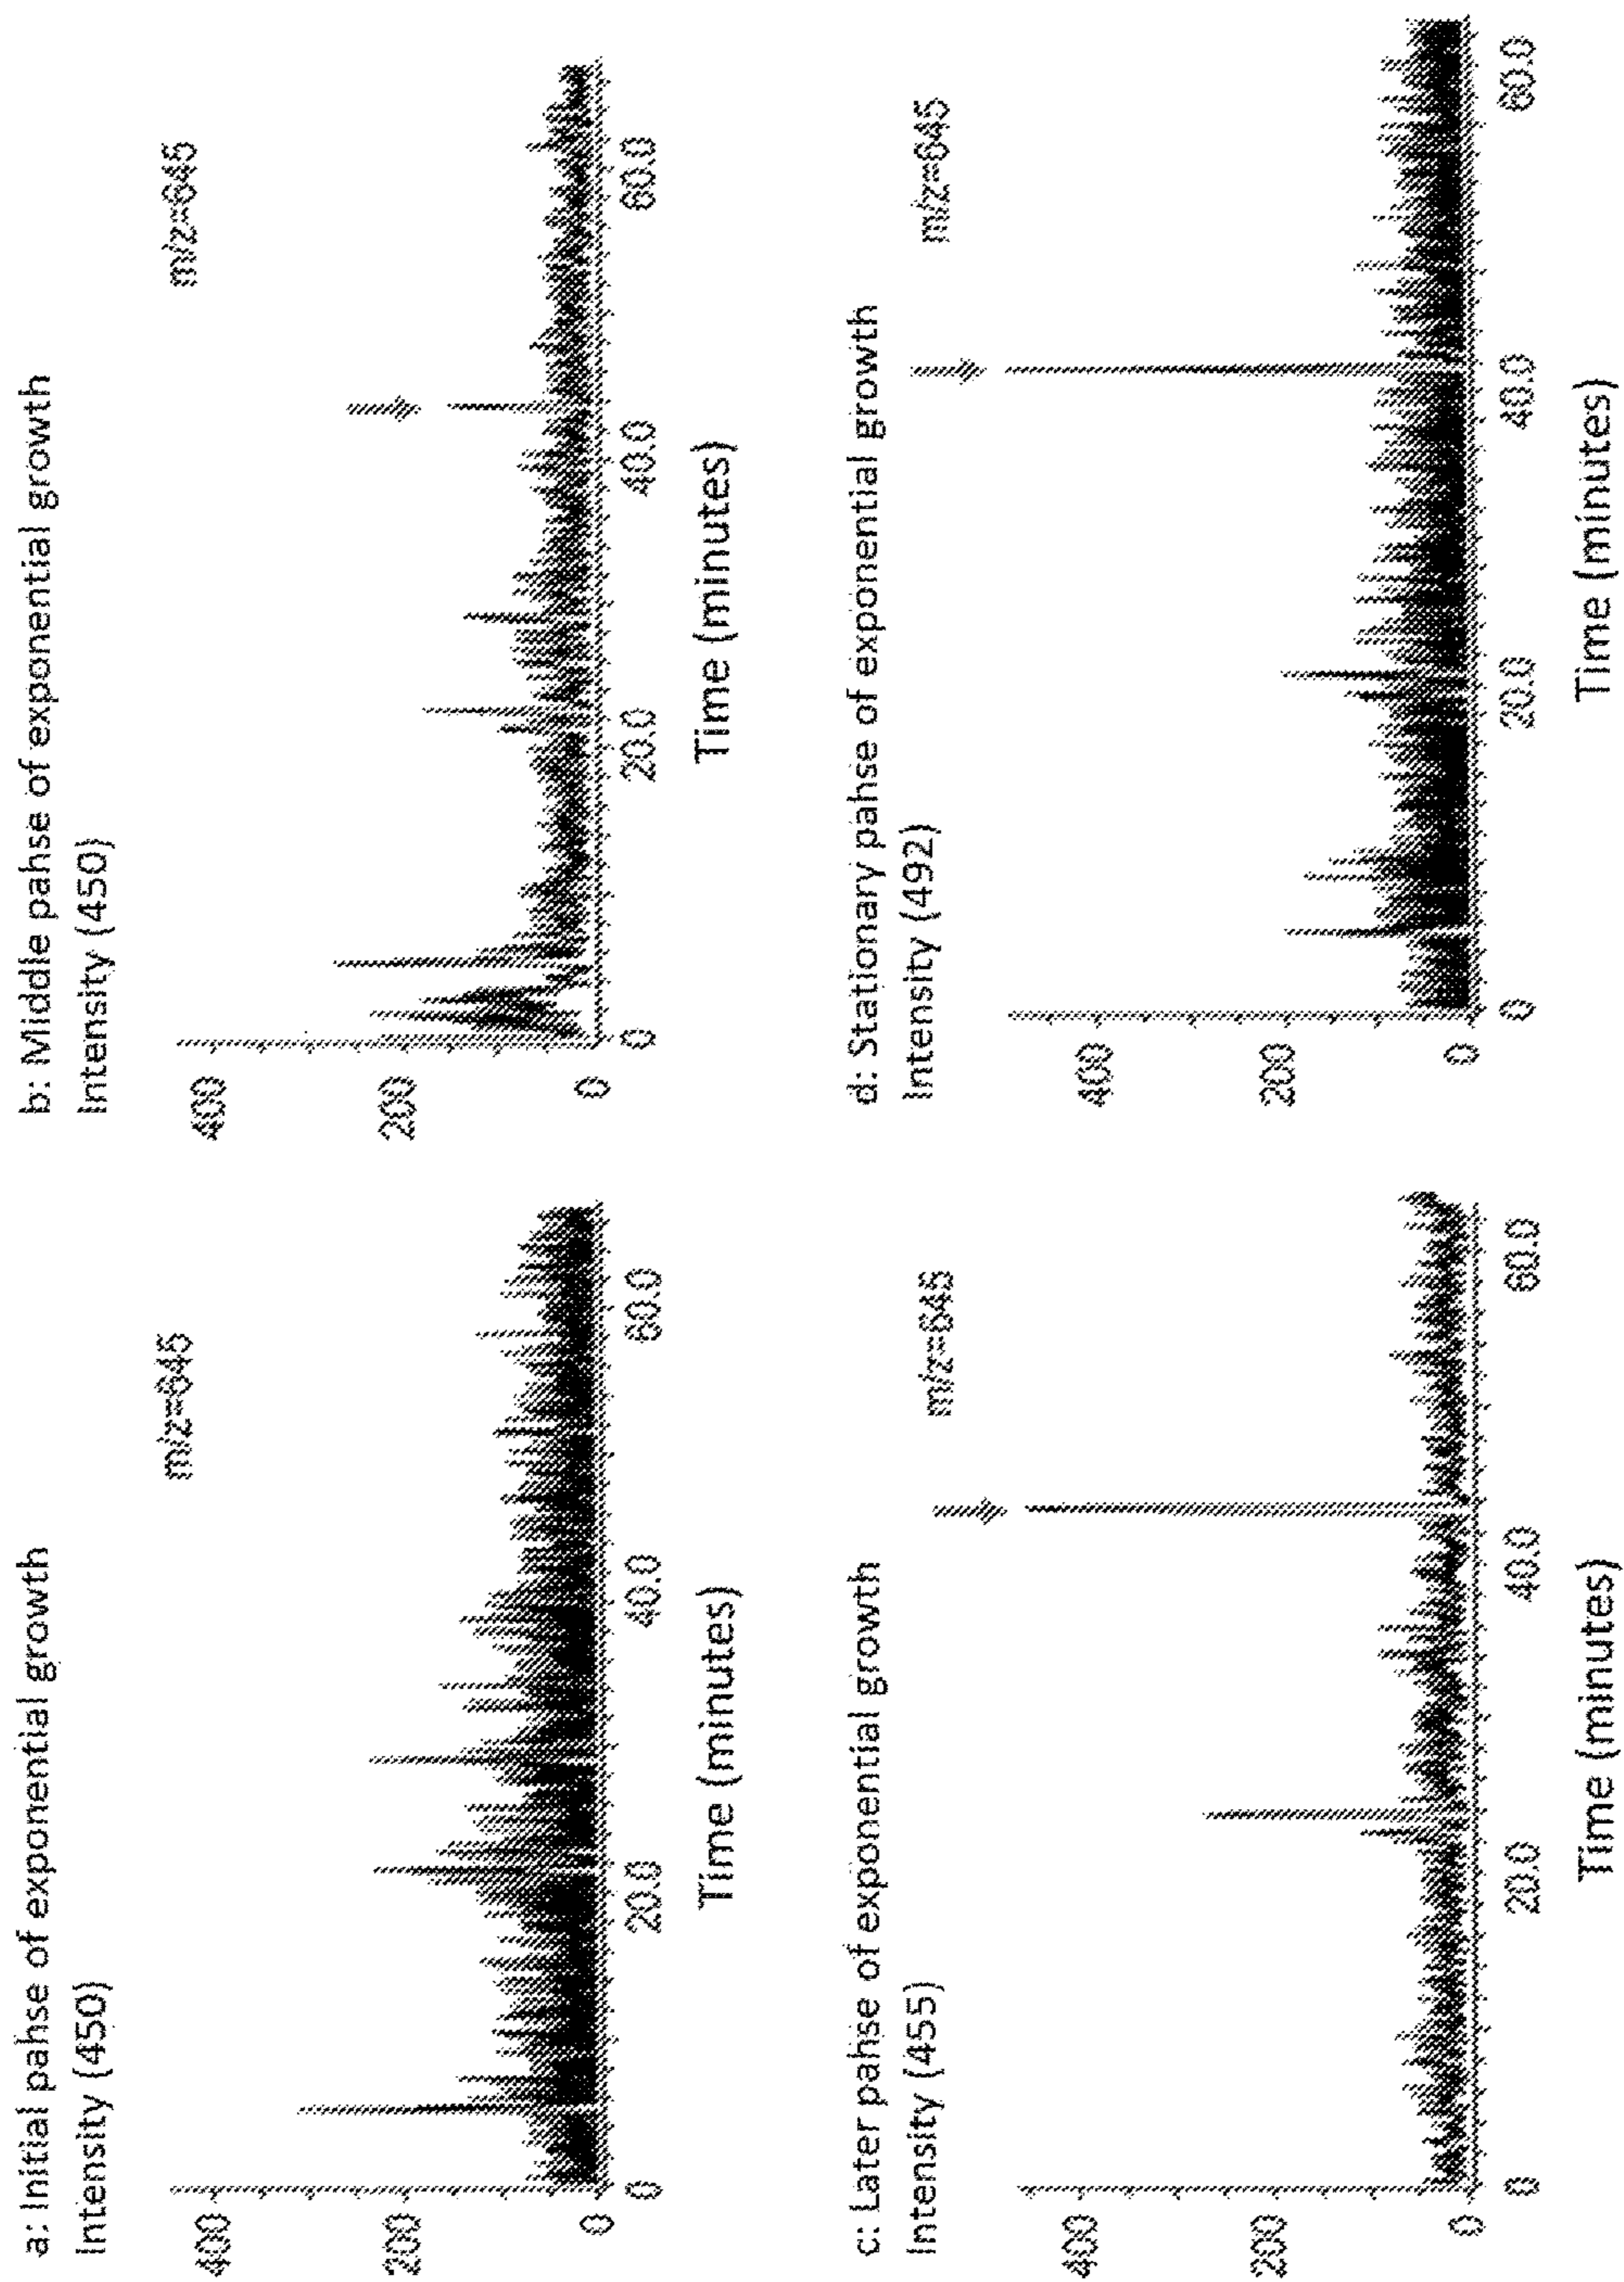 a: Initial pahse of exponential growth
Intensity (450)
m/z=645
400
200
0
0
20.0
40.0
60.0
Time (minutes)
b: Middle pahse of exponential growth
Intensity (450)
m/z=645
400
200
0
0
20.0
40.0
60.0
Time (minutes)
c: Later pahse of exponential growth
Intensity (455)
m/z=645
400
200
0
0
20.0
40.0
60.0
Time (minutes)
d: Stationary pahse of exponential growth
Intensity (492)
m/z=645
400
200
0
0
20.0
40.0
60.0
Time (minutes)